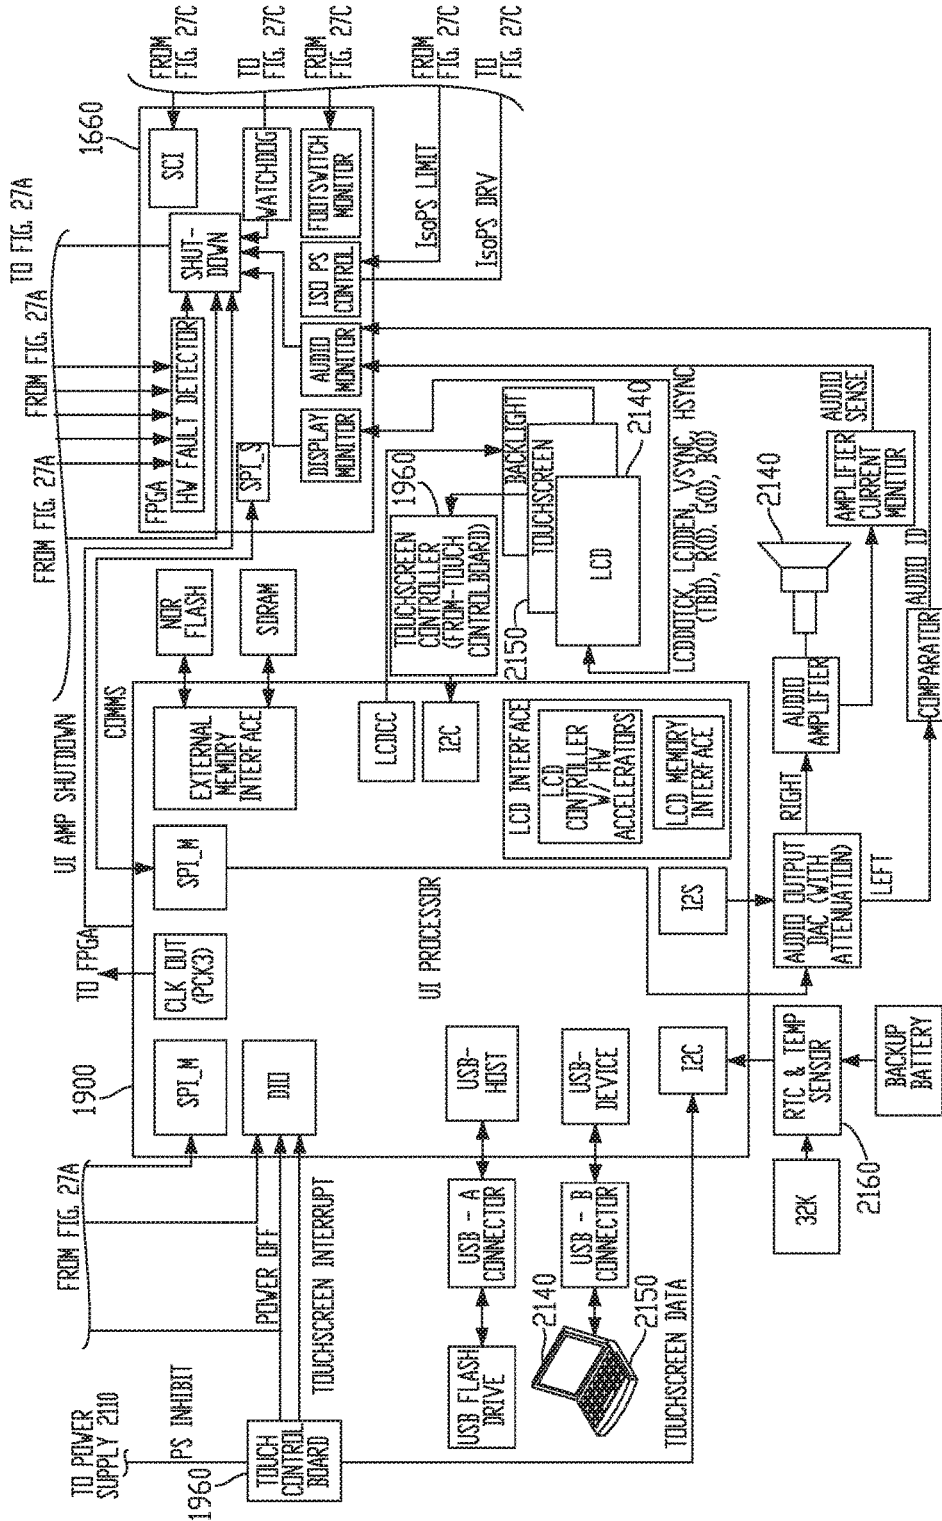 TO POWER
SUPPLY 2110
PS INHIBIT
1960
TOUCH
CONTROL
BOARD
FROM FIG. 27A
POWER OFF
TOUCHSCREEN INTERRUPT
TOUCHSCREEN DATA
USB FLASH
DRIVE
USB - A
CONNECTOR
USB-
HOST
2140
2150
USB - B
CONNECTOR
USB-
DEVICE
1900
SPI_M
DIO
TO FPGA
CLK OUT
(PCK3)
SPI_M
UI AMP SHUTDOWN
COMMS
UI PROCESSOR
I2C
I2S
32K
2160
RTC & TEMP
SENSOR
BACKUP
BATTERY
EXTERNAL
MEMORY
INTERFACE
NOR
FLASH
SDRAM
LCDCC
I2C
LCD INTERFACE
LCD
CONTROLLER
W/ HW
ACCELERATORS
LCD MEMORY
INTERFACE
AUDIO OUTPUT
DAC (WITH
ATTENUATION)
RIGHT
LEFT
AUDIO
AMPLIFIER
2140
AMPLIFIER
CURRENT
MONITOR
AUDIO
SENSE
COMPARATOR
AUDIO ID
TOUCHSCREEN
CONTROLLER
(FROM-TOUCH
CONTROLBOARD)
1960
2150
BACKLIGHT
TOUCHSCREEN
LCD
2140
LCDDOTCK, LCDDEN, VSYNC, HSYNC
(TBD), R(0), G(0), B(0)
FROM FIG. 27A
FROM FIG. 27A
TO FIG. 27A
1660
FPGA
HW FAULT DETECTOR
SHUT-
DOWN
SCI
SPI_S
WATCHDOG
DISPLAY
MONITOR
AUDIO
MONITOR
ISO PS
CONTROL
FOOTSWITCH
MONITOR
IsoPS LIMIT
IsoPS DRV
FROM
FIG. 27C
TO
FIG. 27C
FROM
FIG. 27C
FROM
FIG. 27C
TO
FIG. 27C